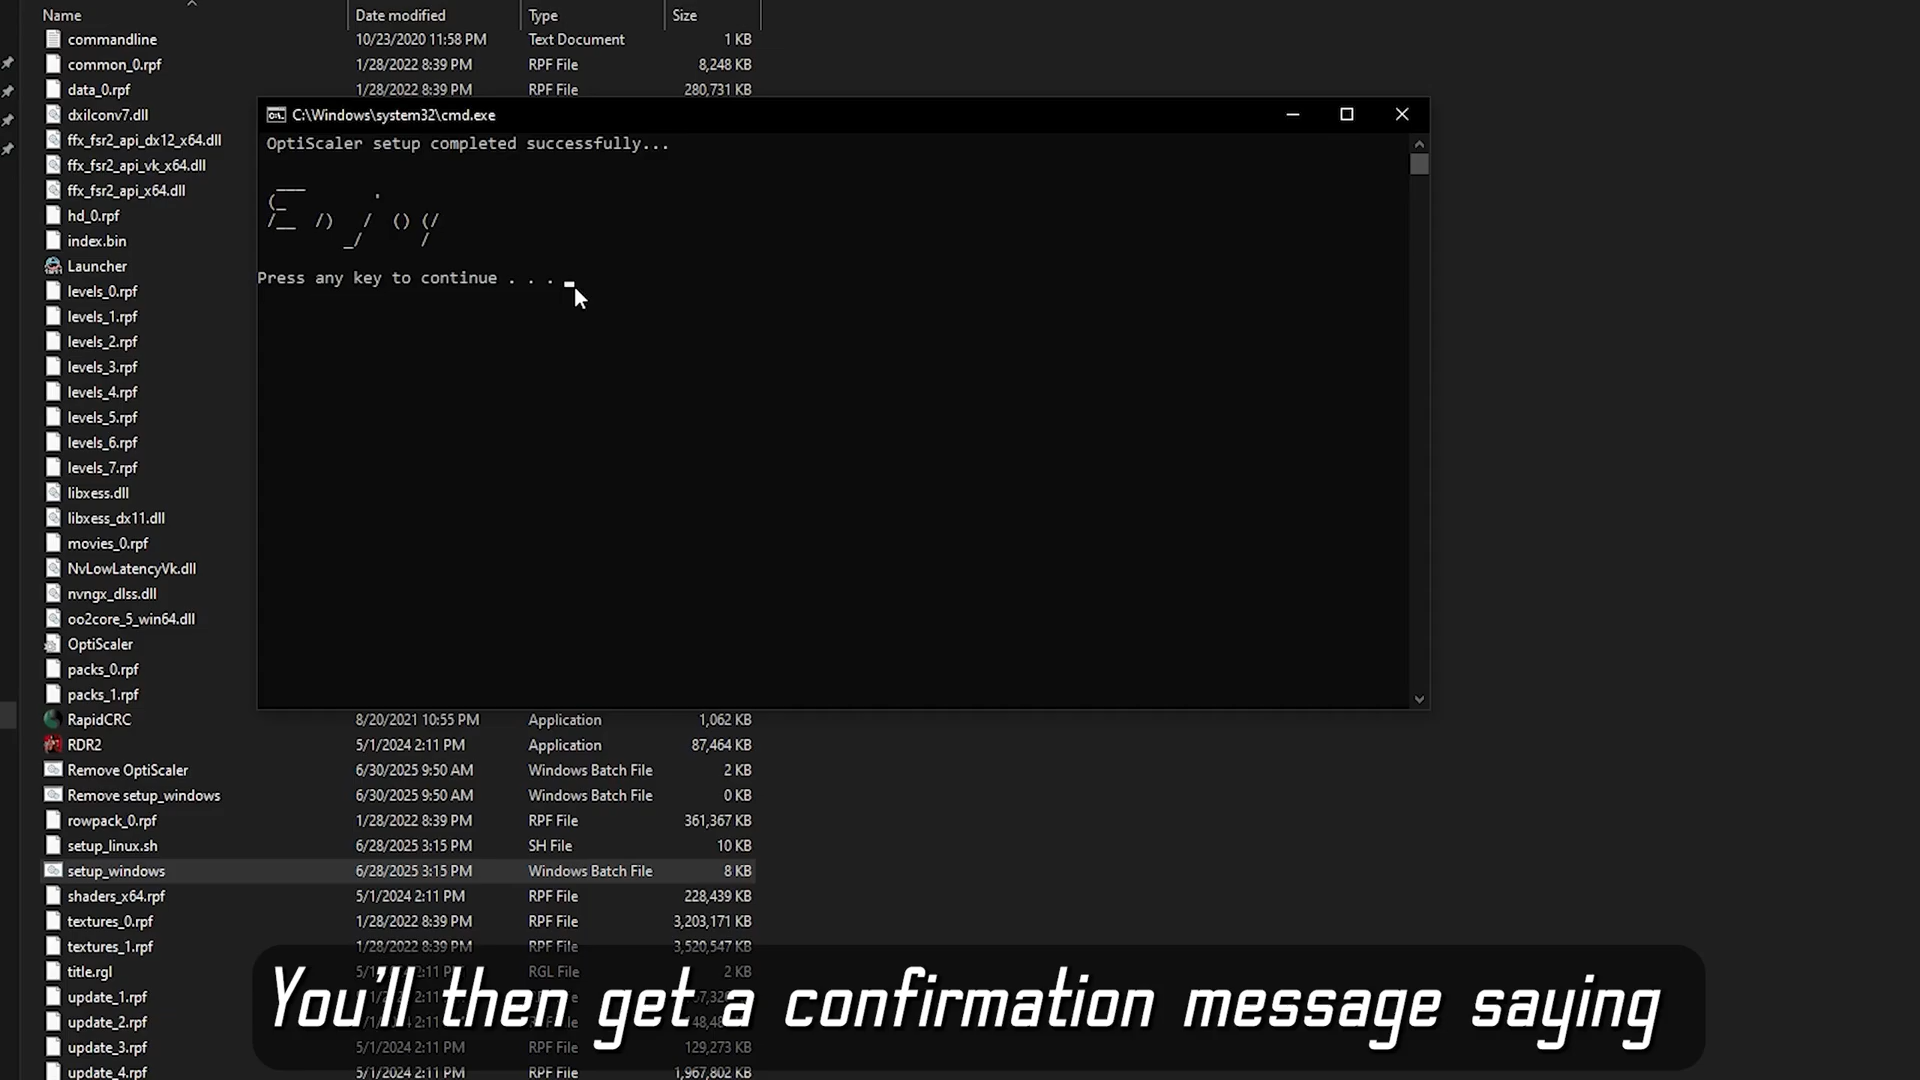 Name Date modified Type Size
commandline 10/23/2020 11:58 PM Text Document 1 KB
common_0.rpf 1/28/2022 8:39 PM RPF File 8,248 KB
data_0.rpf 1/28/2022 8:39 PM RPF File 280,731 KB
dxilconv7.dll
ffx_fsr2_api_dx12_x64.dll
ffx_fsr2_api_vk_x64.dll
ffx_fsr2_api_x64.dll
hd_0.rpf
index.bin
Launcher
levels_0.rpf
levels_1.rpf
levels_2.rpf
levels_3.rpf
levels_4.rpf
levels_5.rpf
levels_6.rpf
levels_7.rpf
libxess.dll
libxess_dx11.dll
movies_0.rpf
NvLowLatencyVk.dll
nvngx_dlss.dll
oo2core_5_win64.dll
OptiScaler
packs_0.rpf
packs_1.rpf
C:\Windows\system32\cmd.exe
OptiScaler setup completed successfully...
 ___
(_         .
/__  /)   /  () (/
        _/      /
Press any key to continue . . .
RapidCRC 8/20/2021 10:55 PM Application 1,062 KB
RDR2 5/1/2024 2:11 PM Application 87,464 KB
Remove OptiScaler 6/30/2025 9:50 AM Windows Batch File 2 KB
Remove setup_windows 6/30/2025 9:50 AM Windows Batch File 0 KB
rowpack_0.rpf 1/28/2022 8:39 PM RPF File 361,367 KB
setup_linux.sh 6/28/2025 3:15 PM SH File 10 KB
setup_windows 6/28/2025 3:15 PM Windows Batch File 8 KB
shaders_x64.rpf 5/1/2024 2:11 PM RPF File 228,439 KB
textures_0.rpf 1/28/2022 8:39 PM RPF File 3,203,171 KB
textures_1.rpf 1/28/2022 8:39 PM RPF File 3,520,547 KB
title.rgl 2:11 PM RGL File 2 KB
update_1.rpf
update_2.rpf
update_3.rpf 5/1/2024 2:11 PM RPF File 129,273 KB
update_4.rpf 5/1/2024 2:11 PM RPF File 1,967,802 KB
You'll then get a confirmation message saying